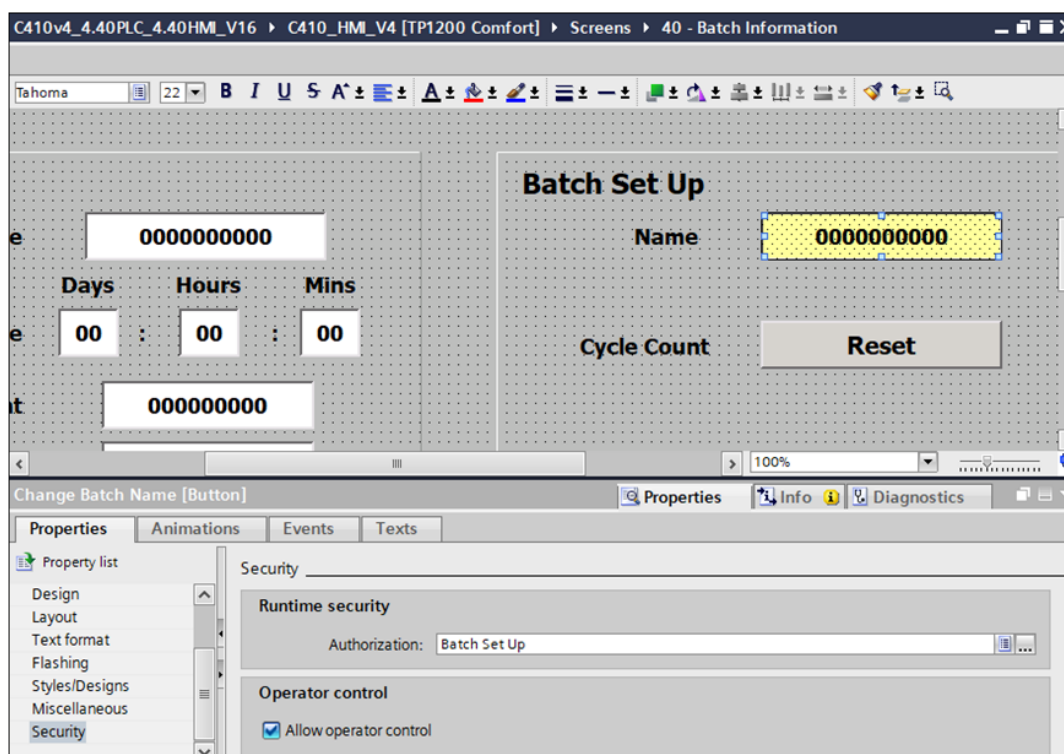 C410v4_4.40PLC_4.40HMI_V16 ▸ C410_HMI_V4 [TP1200 Comfort] ▸ Screens ▸ 40 - Batch Information
Tahoma 22 B I U S A A
Batch Set Up
e 0000000000 Name 0000000000
Days Hours Mins
e 00 : 00 : 00 Cycle Count Reset
t 000000000
100%
Change Batch Name [Button] Properties Info Diagnostics
Properties Animations Events Texts
Property list
Security
Design
Layout
Text format
Flashing
Styles/Designs
Miscellaneous
Security
Runtime security
Authorization: Batch Set Up ...
Operator control
Allow operator control